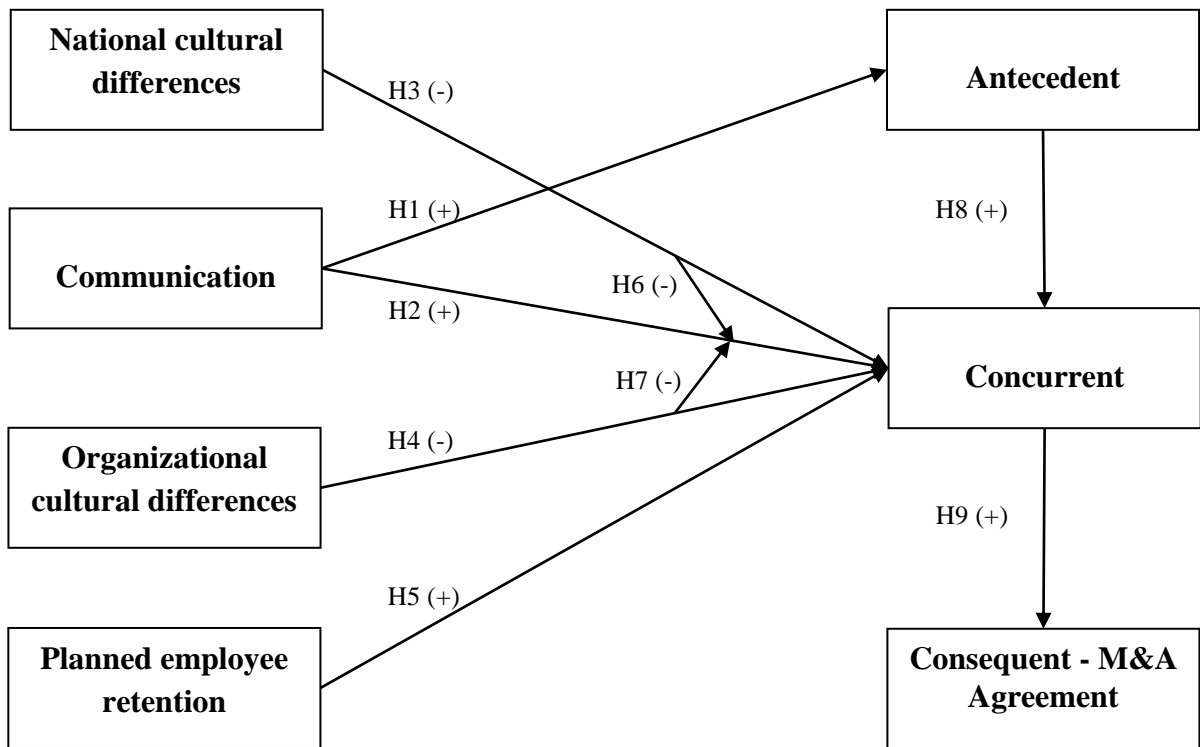 National cultural
differences
Antecedent
H3 (-)
H1 (+)
H8 (+)
Communication
H6 (-)
H2 (+)
Concurrent
H7 (-)
H4 (-)
Organizational
cultural differences
H9 (+)
H5 (+)
Planned employee
retention
Consequent - M&A
Agreement